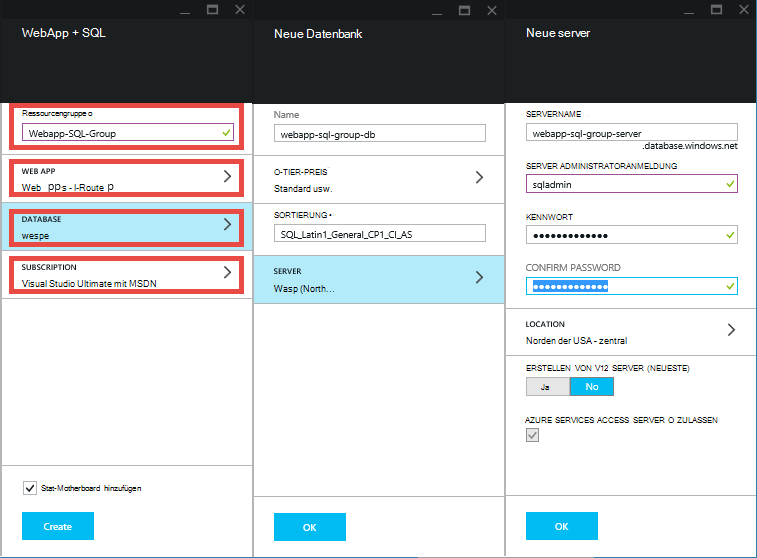 WebApp + SQL
Ressourcengruppe o
Webapp-SQL-Group
WEB APP
Web pps - I-Route p
DATABASE
wespe
SUBSCRIPTION
Visual Studio Ultimate mit MSDN
Stat-Motherboard hinzufügen
Create
Neue Datenbank
Name
webapp-sql-group-db
O-TIER-PREIS
Standard usw.
SORTIERUNG •
SQL_Latin1_General_CP1_CI_AS
SERVER
Wasp (North...
OK
Neue server
SERVERNAME
webapp-sql-group-server
.database.windows.net
SERVER ADMINISTRATORANMELDUNG
sqladmin
KENNWORT
•••••••••••••
CONFIRM PASSWORD
•••••••••••••
LOCATION
Norden der USA - zentral
ERSTELLEN VON V12 SERVER (NEUESTE)
Ja No
AZURE SERVICES ACCESS SERVER O ZULASSEN
OK